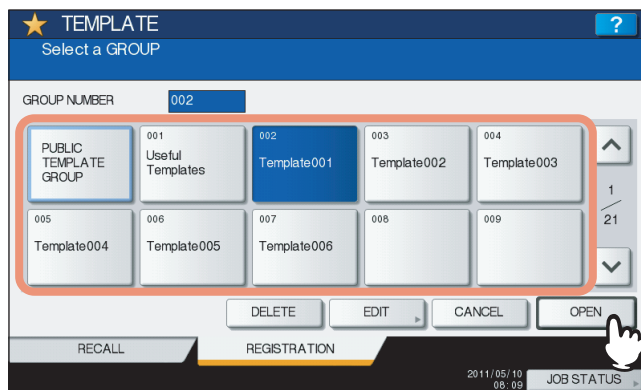 TEMPLATE
?
Select a GROUP
GROUP NUMBER
002
PUBLIC
TEMPLATE
GROUP
001
Useful
Templates
002
Template001
003
Template002
004
Template003
1
21
005
Template004
006
Template005
007
Template006
008
009
DELETE
EDIT
CANCEL
OPEN
RECALL
REGISTRATION
2011/05/10
08:09
JOB STATUS